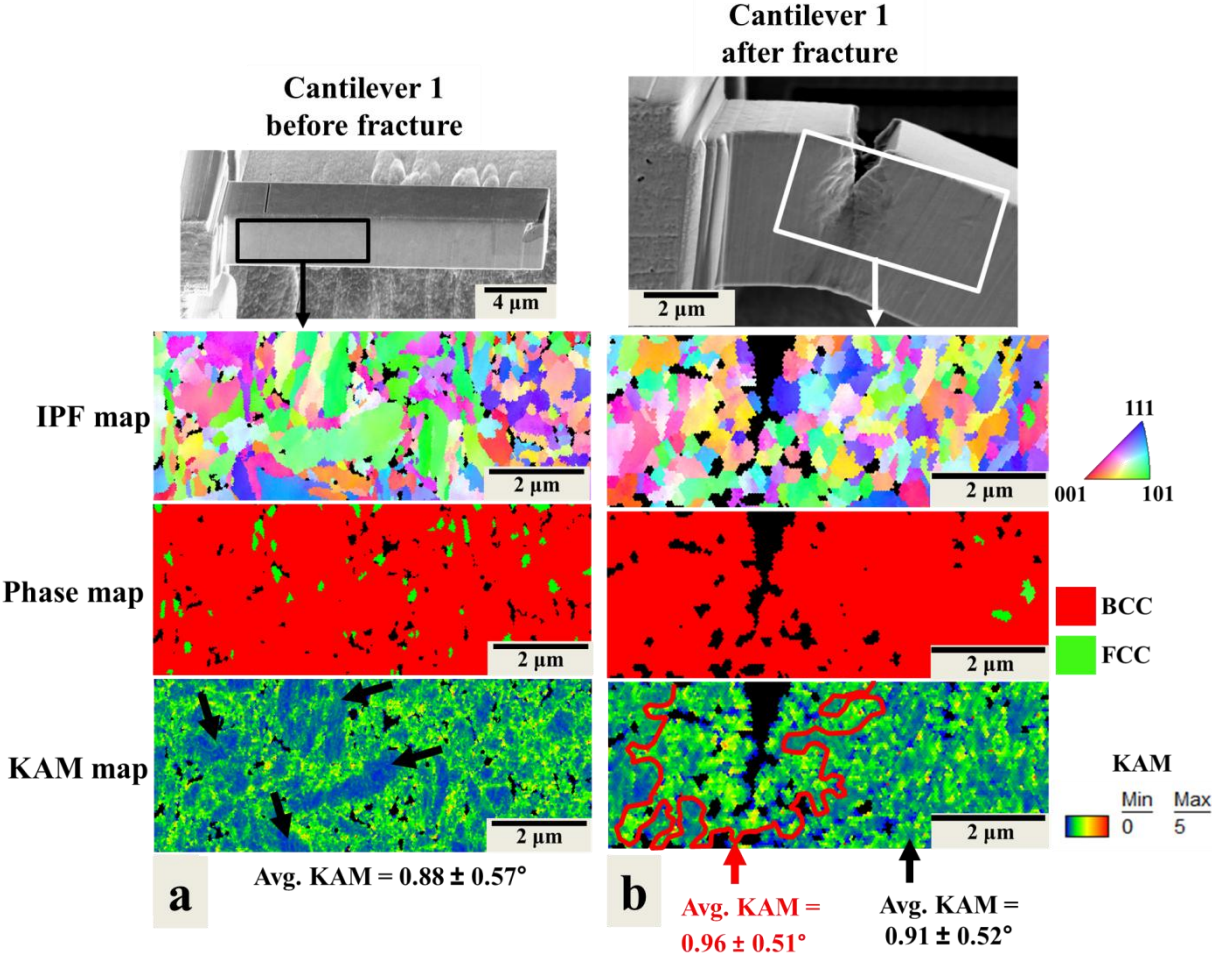 Cantilever 1
before fracture
Cantilever 1
after fracture
4 µm
2 µm
IPF map
2 µm
2 µm
111
001
101
Phase map
2 µm
2 µm
BCC
FCC
KAM map
2 µm
2 µm
KAM
Min Max
0 5
a
Avg. KAM = 0.88 ± 0.57°
b
Avg. KAM =
0.96 ± 0.51°
Avg. KAM =
0.91 ± 0.52°